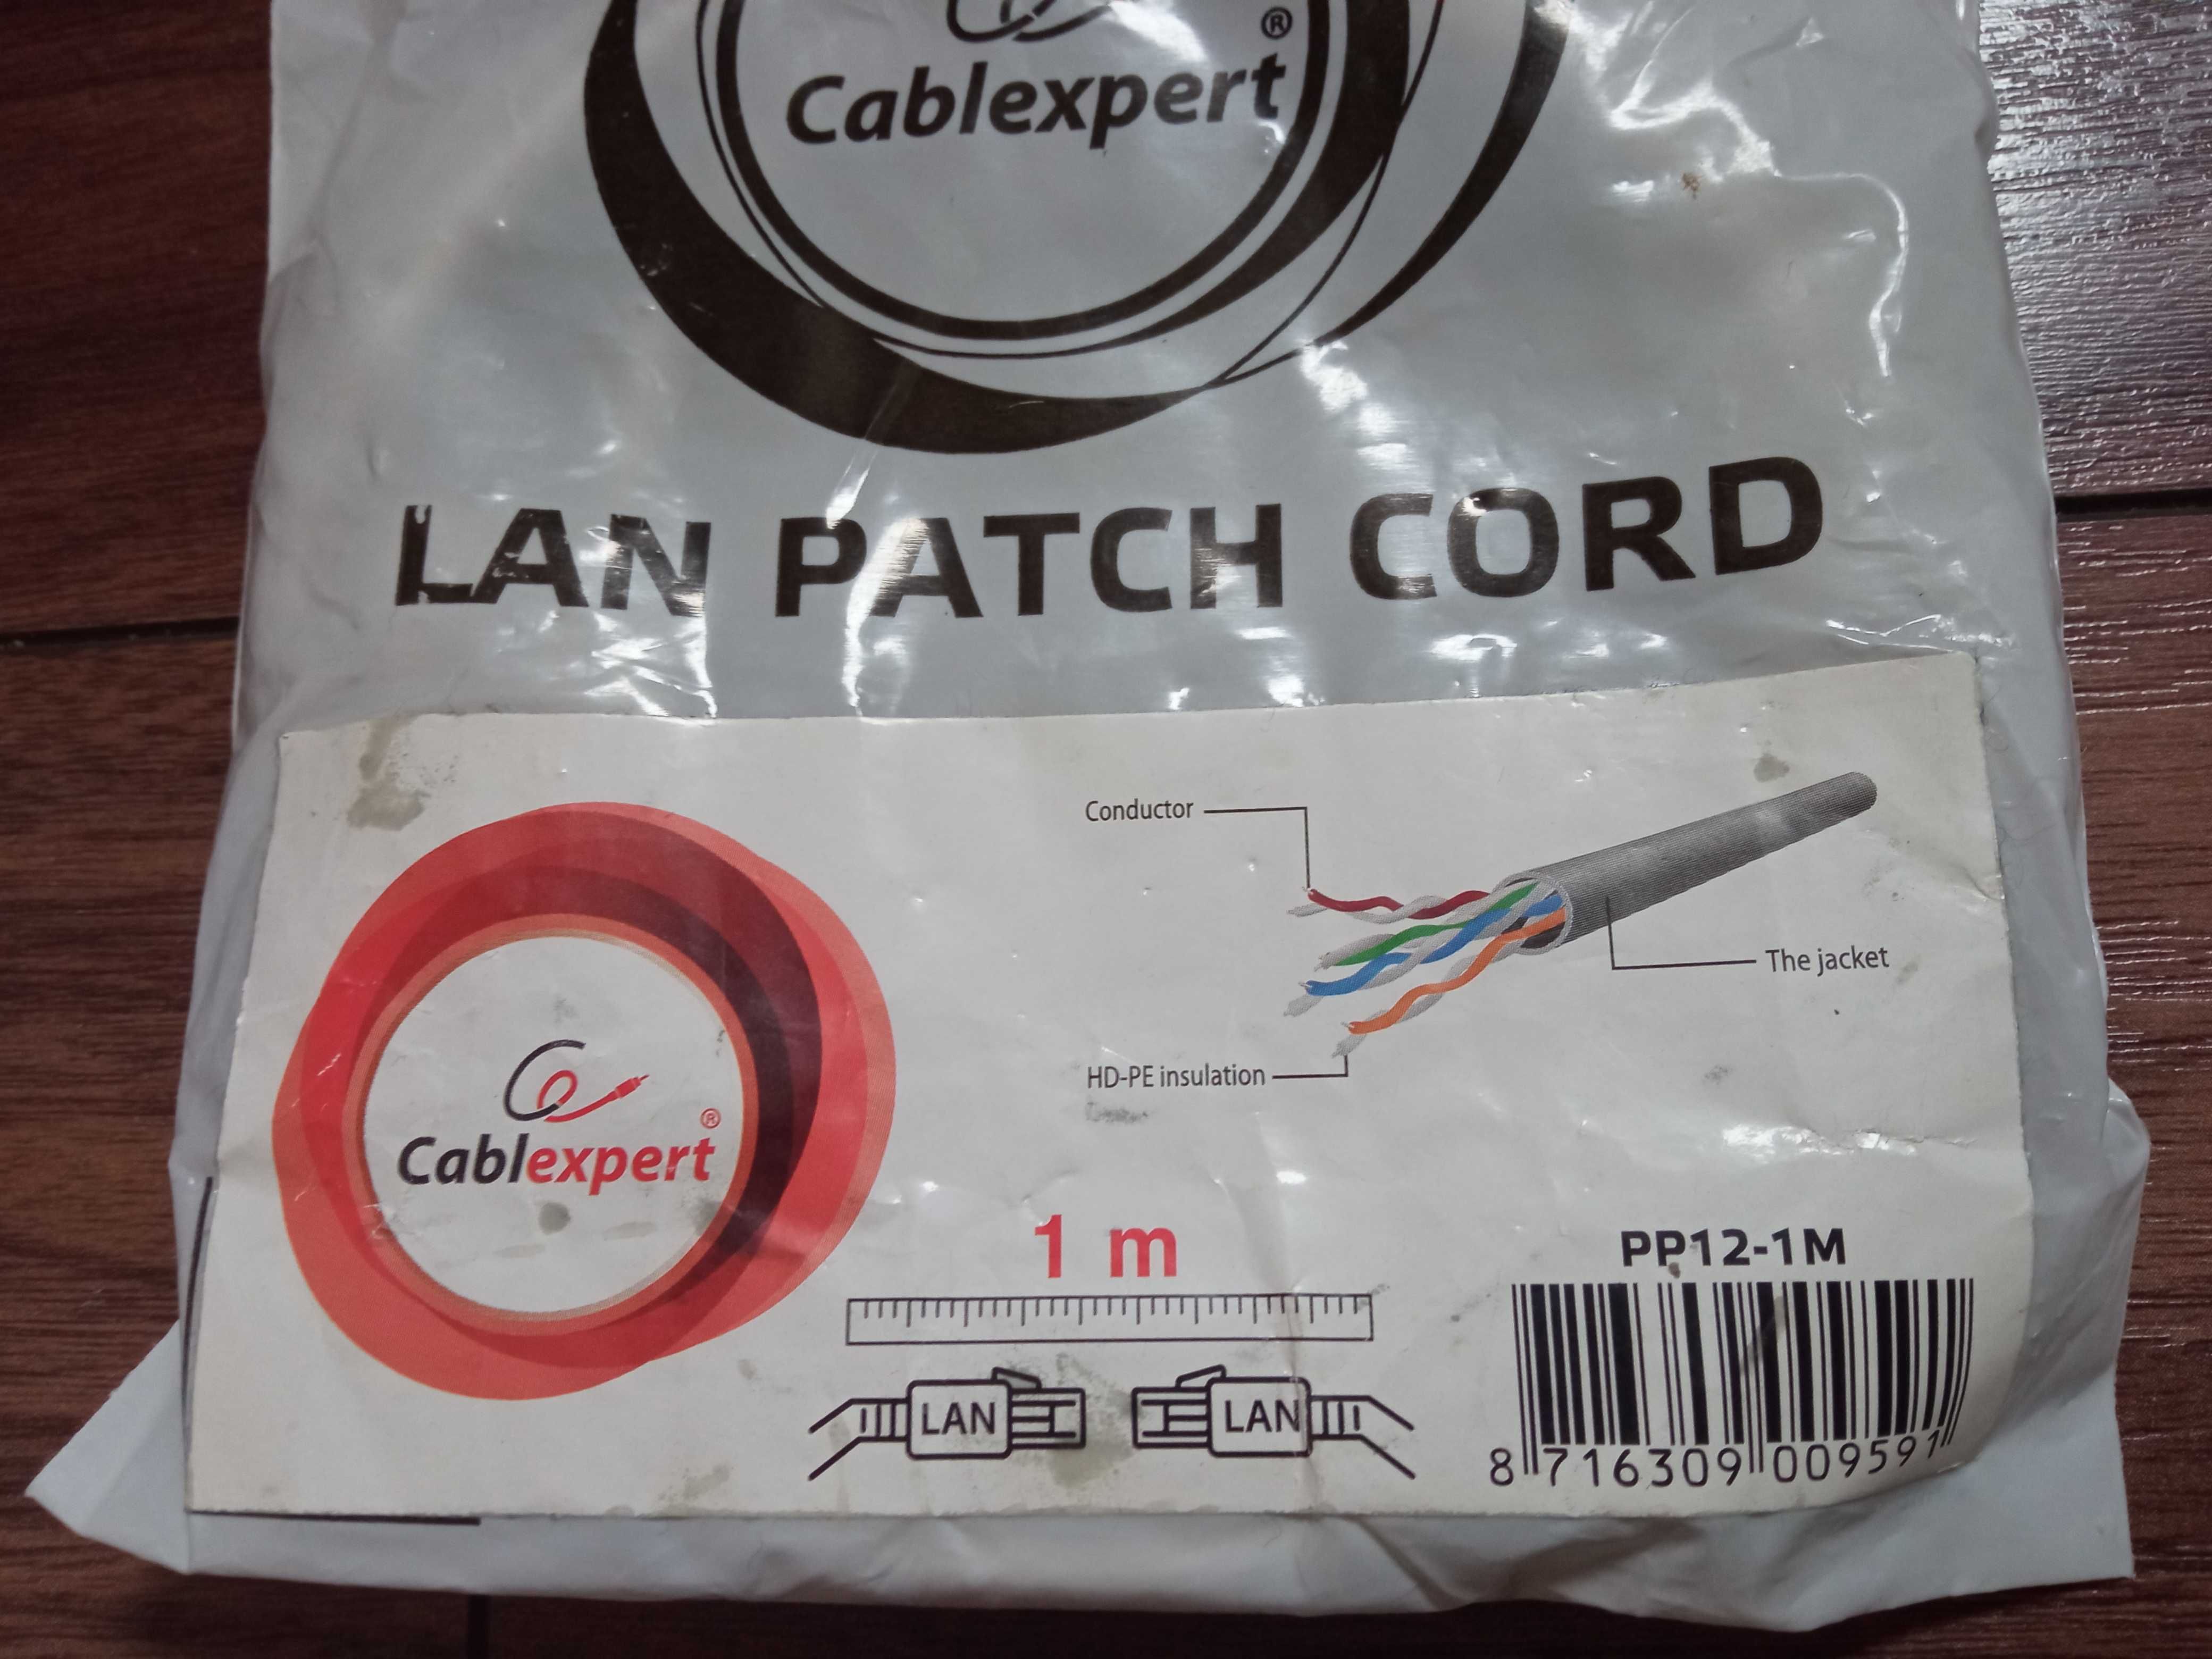 ®
Cablexpert
LAN PATCH CORD
Conductor
The jacket
HD-PE insulation
Cablexpert®
1 m
PP12-1M
LAN
LAN
8 716309 009591